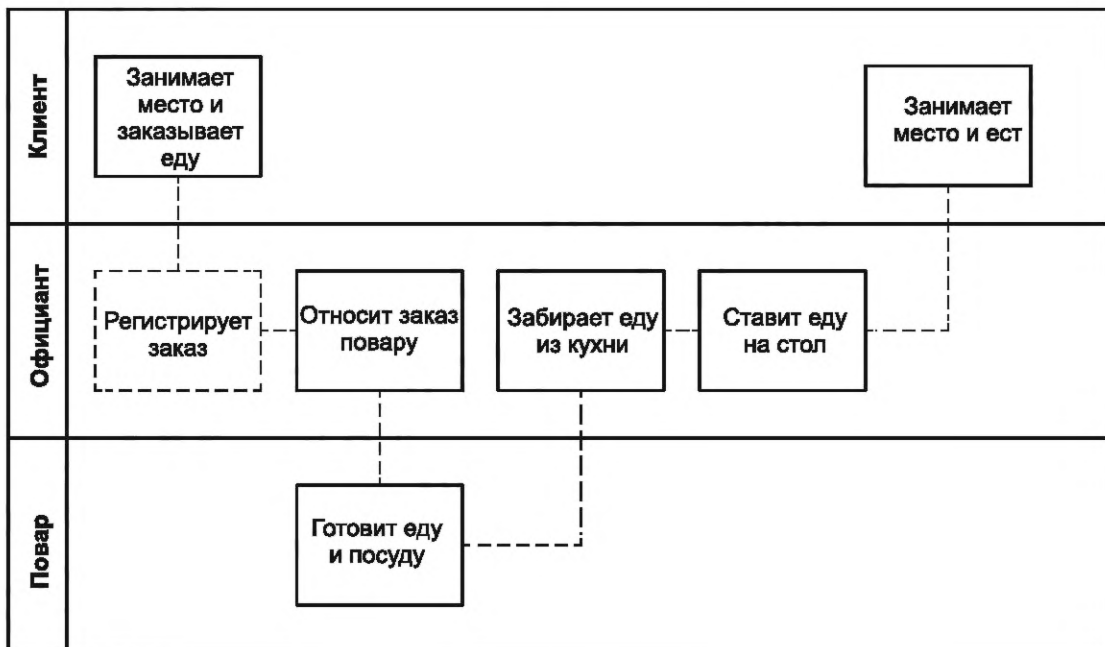 Клиент
Занимает
место и
заказывает
еду
Занимает
место и ест
Официант
Регистрирует
заказ
Относит заказ
повару
Забирает еду
из кухни
Ставит еду
на стол
Повар
Готовит еду
и посуду